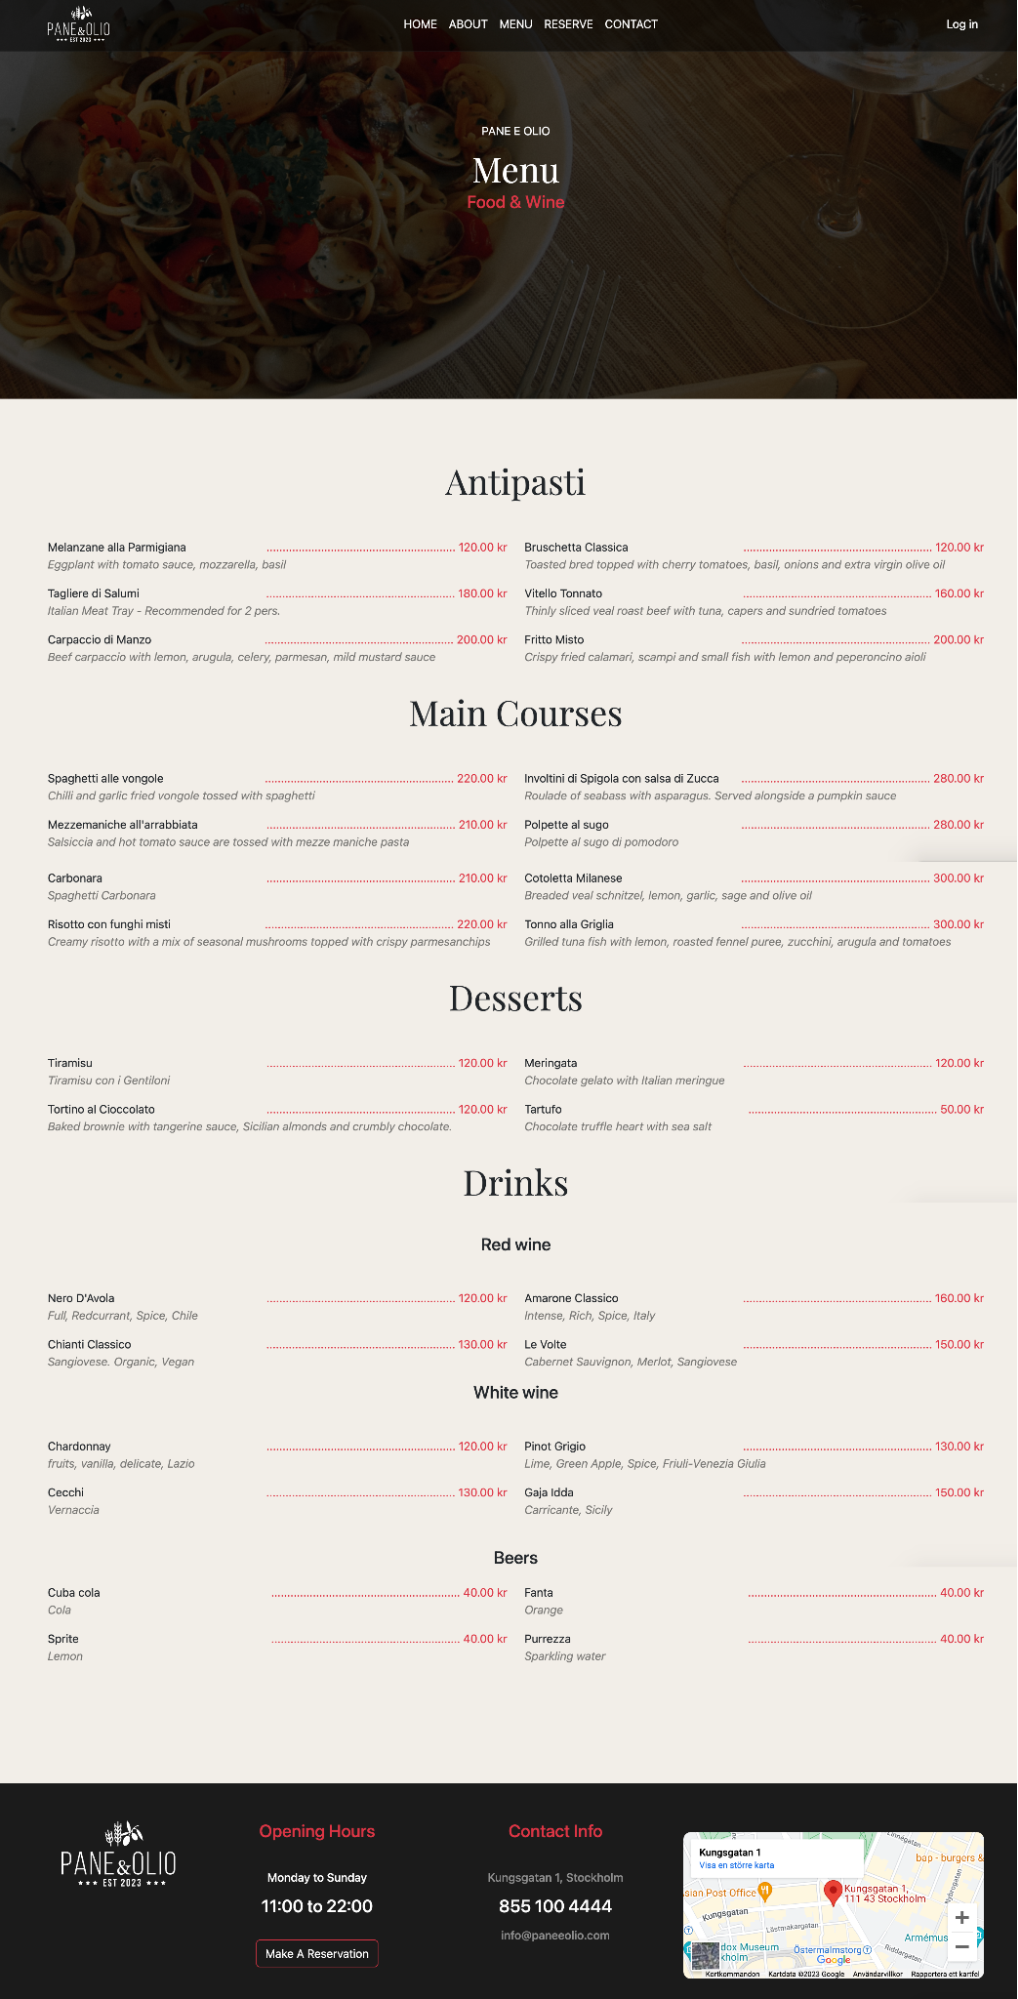 PANE&OLIO
EST 2023
HOME ABOUT MENU RESERVE CONTACT
Log in
PANE E OLIO
Menu
Food & Wine
Antipasti
Melanzane alla Parmigiana 120.00 kr
Eggplant with tomato sauce, mozzarella, basil
Bruschetta Classica 120.00 kr
Toasted bred topped with cherry tomatoes, basil, onions and extra virgin olive oil
Tagliere di Salumi 180.00 kr
Italian Meat Tray - Recommended for 2 pers.
Vitello Tonnato 160.00 kr
Thinly sliced veal roast beef with tuna, capers and sundried tomatoes
Carpaccio di Manzo 200.00 kr
Beef carpaccio with lemon, arugula, celery, parmesan, mild mustard sauce
Fritto Misto 200.00 kr
Crispy fried calamari, scampi and small fish with lemon and peperoncino aioli
Main Courses
Spaghetti alle vongole 220.00 kr
Chilli and garlic fried vongole tossed with spaghetti
Involtini di Spigola con salsa di Zucca 280.00 kr
Roulade of seabass with asparagus. Served alongside a pumpkin sauce
Mezzemaniche all'arrabbiata 210.00 kr
Salsiccia and hot tomato sauce are tossed with mezze maniche pasta
Polpette al sugo 280.00 kr
Polpette al sugo di pomodoro
Carbonara 210.00 kr
Spaghetti Carbonara
Cotoletta Milanese 300.00 kr
Breaded veal schnitzel, lemon, garlic, sage and olive oil
Risotto con funghi misti 220.00 kr
Creamy risotto with a mix of seasonal mushrooms topped with crispy parmesanchips
Tonno alla Griglia 300.00 kr
Grilled tuna fish with lemon, roasted fennel puree, zucchini, arugula and tomatoes
Desserts
Tiramisu 120.00 kr
Tiramisu con i Gentiloni
Meringata 120.00 kr
Chocolate gelato with Italian meringue
Tortino al Cioccolato 120.00 kr
Baked brownie with tangerine sauce, Sicilian almonds and crumbly chocolate.
Tartufo 50.00 kr
Chocolate truffle heart with sea salt
Drinks
Red wine
Nero D'Avola 120.00 kr
Full, Redcurrant, Spice, Chile
Amarone Classico 160.00 kr
Intense, Rich, Spice, Italy
Chianti Classico 130.00 kr
Sangiovese. Organic, Vegan
Le Volte 150.00 kr
Cabernet Sauvignon, Merlot, Sangiovese
White wine
Chardonnay 120.00 kr
fruits, vanilla, delicate, Lazio
Pinot Grigio 130.00 kr
Lime, Green Apple, Spice, Friuli-Venezia Giulia
Cecchi 130.00 kr
Vernaccia
Gaja Idda 150.00 kr
Carricante, Sicily
Beers
Cuba cola 40.00 kr
Cola
Fanta 40.00 kr
Orange
Sprite 40.00 kr
Lemon
Purrezza 40.00 kr
Sparkling water
PANE&OLIO
EST 2023
Opening Hours
Monday to Sunday
11:00 to 22:00
Make A Reservation
Contact Info
Kungsgatan 1, Stockholm
855 100 4444
info@paneeolio.com
Kungsgatan 1
Visa en större karta
Linnégatan
bap - burgers &
sian Post Office
Kungsgatan 1,
111 43 Stockholm
Nybrogatan
Kungsgatan
Lästmakargatan
Armému
dox Museum
ckholm
Östermalmstorg
Riddargatan
Google
Kortkommandon Kartdata ©2023 Google Användarvillkor Rapportera ett kartfel